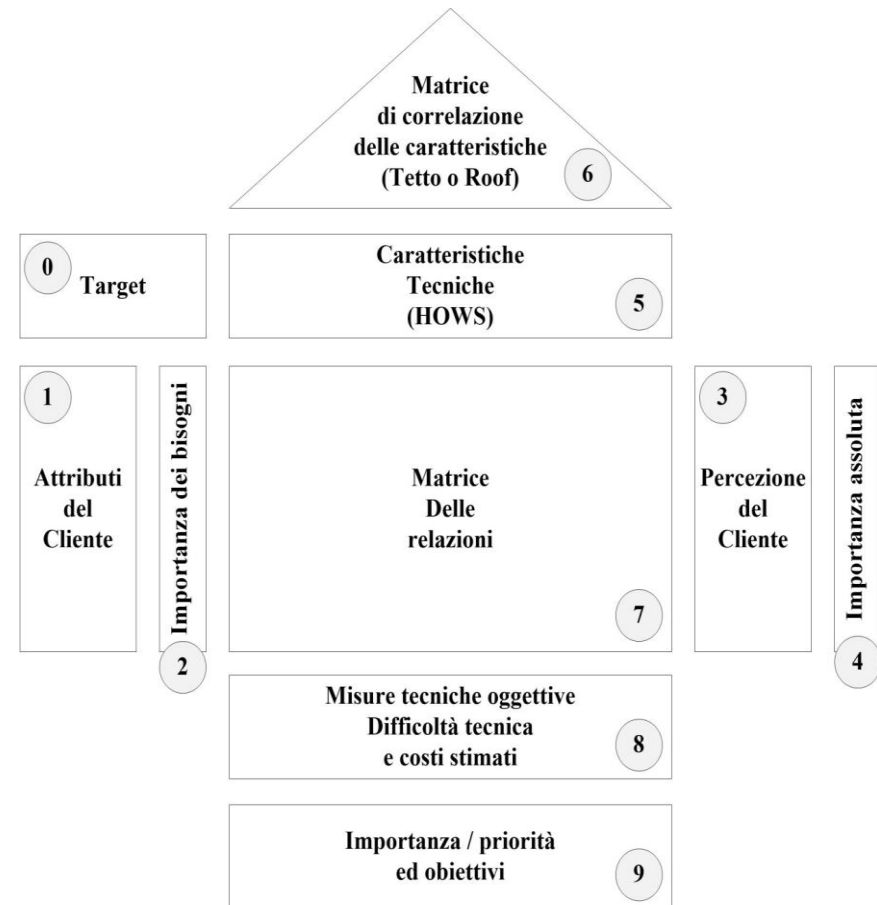 Matrice
di correlazione
delle caratteristiche
(Tetto o Roof)
6
0
Target
Caratteristiche
Tecniche
(HOWS)
5
1
Attributi
del
Cliente
Importanza dei bisogni
2
Matrice
Delle
relazioni
7
3
Percezione
del
Cliente
Importanza assoluta
4
Misure tecniche oggettive
Difficoltà tecnica
e costi stimati
8
Importanza / priorità
ed obiettivi
9